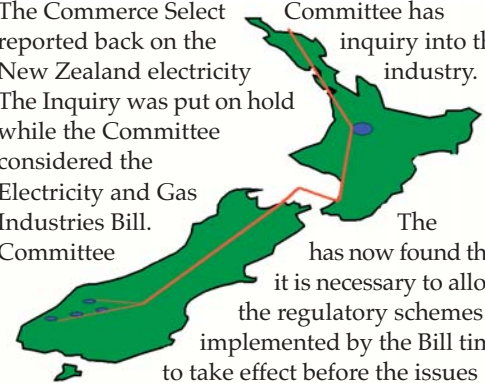 The Commerce Select Committee has
reported back on the inquiry into th
New Zealand electricity industry.
The Inquiry was put on hold
while the Committee
considered the
Electricity and Gas
Industries Bill. The
Committee has now found th
it is necessary to allo
the regulatory schemes
implemented by the Bill tim
to take effect before the issues